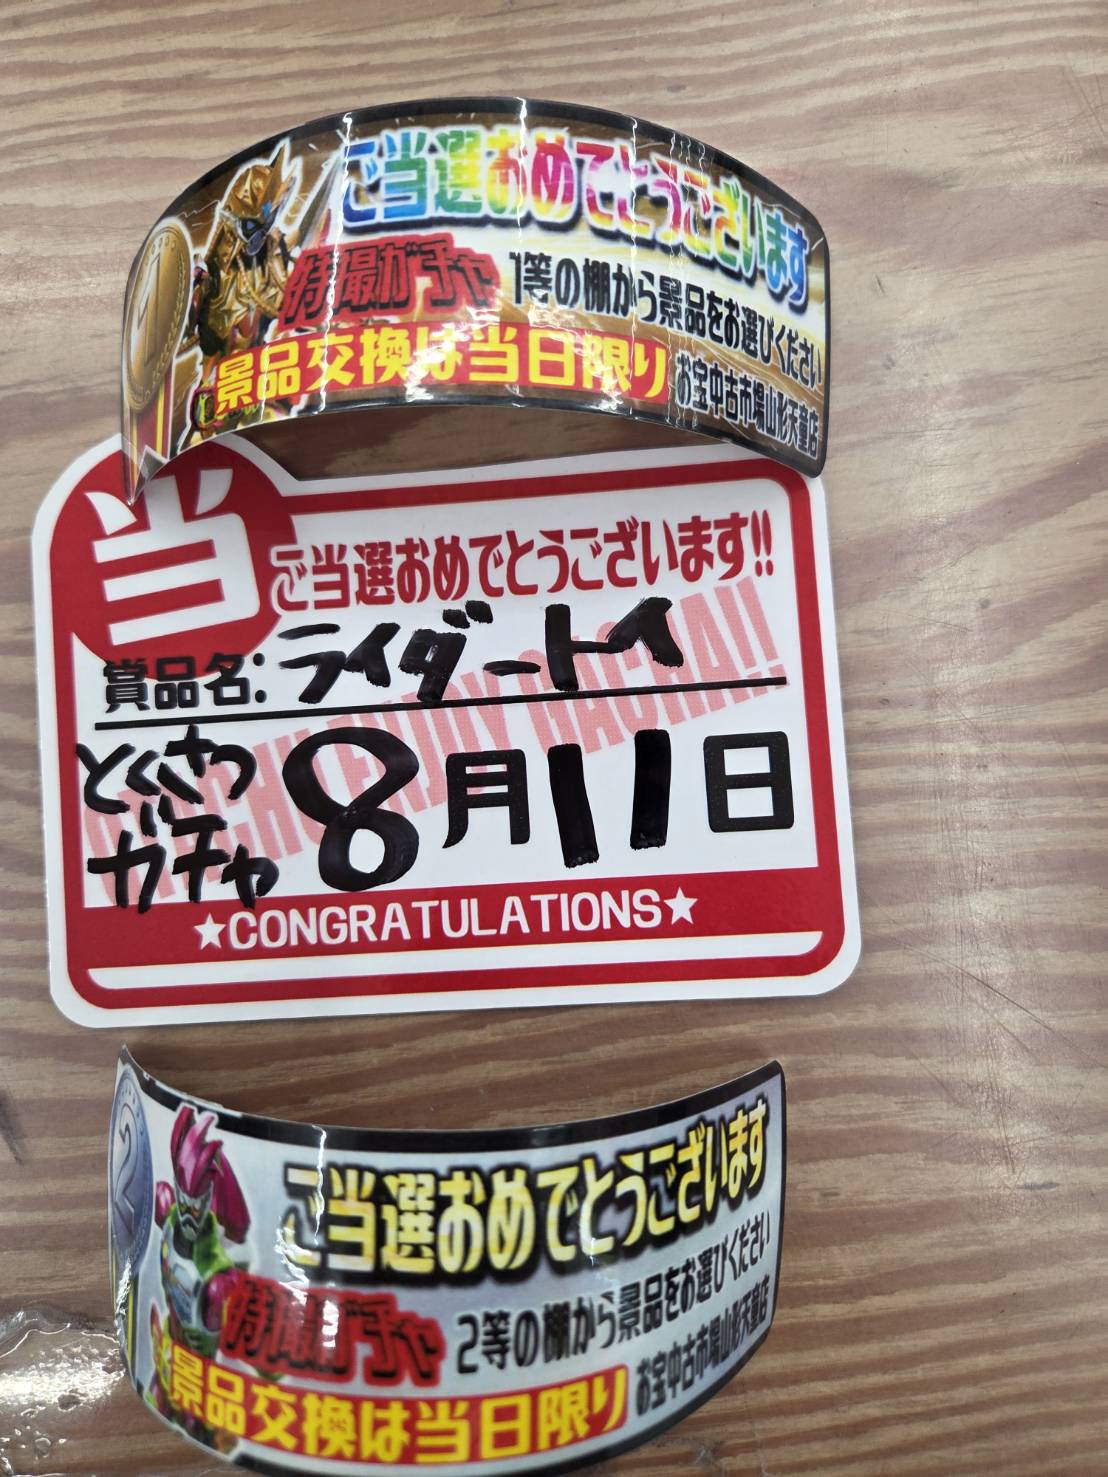 1
ご当選おめでとうございます
特撮ガチャ 1等の棚から景品をお選びください
景品交換は当日限り お宝中古市場山形天童店
当
ご当選おめでとうございます!!
賞品名: ライダートイ
とくさつ
ガチャ
8月11日
★CONGRATULATIONS★
2
ご当選おめでとうございます
特撮ガチャ 2等の棚から景品をお選びください
景品交換は当日限り お宝中古市場山形天童店